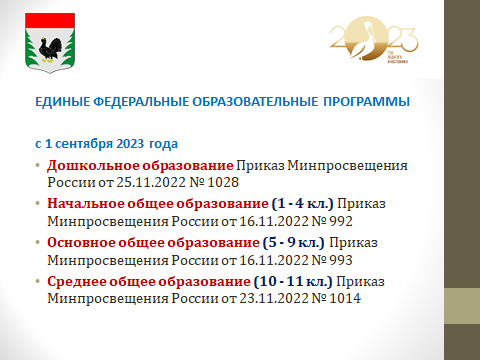 2023
ГОД
ПЕДАГОГА
И НАСТАВНИКА
ЕДИНЫЕ ФЕДЕРАЛЬНЫЕ ОБРАЗОВАТЕЛЬНЫЕ ПРОГРАММЫ
с 1 сентября 2023 года
• Дошкольное образование Приказ Минпросвещения
России от 25.11.2022 № 1028
• Начальное общее образование (1 - 4 кл.) Приказ
Минпросвещения России от 16.11.2022 № 992
• Основное общее образование (5 - 9 кл.) Приказ
Минпросвещения России от 16.11.2022 № 993
• Среднее общее образование (10 - 11 кл.) Приказ
Минпросвещения России от 23.11.2022 № 1014